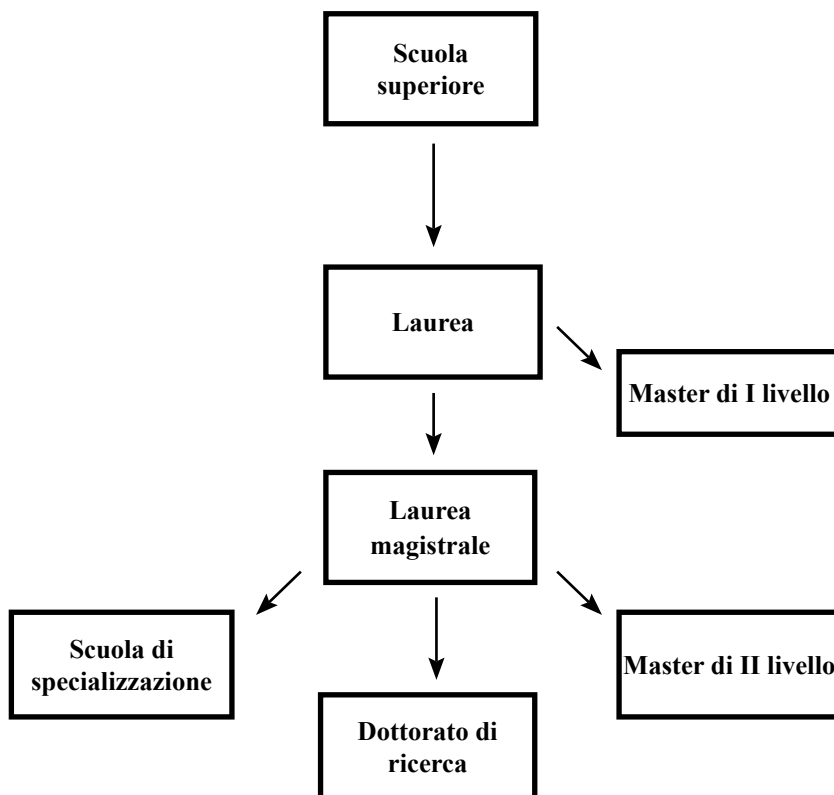 Scuola
superiore
Laurea
Master di I livello
Laurea
magistrale
Scuola di
specializzazione
Master di II livello
Dottorato di
ricerca